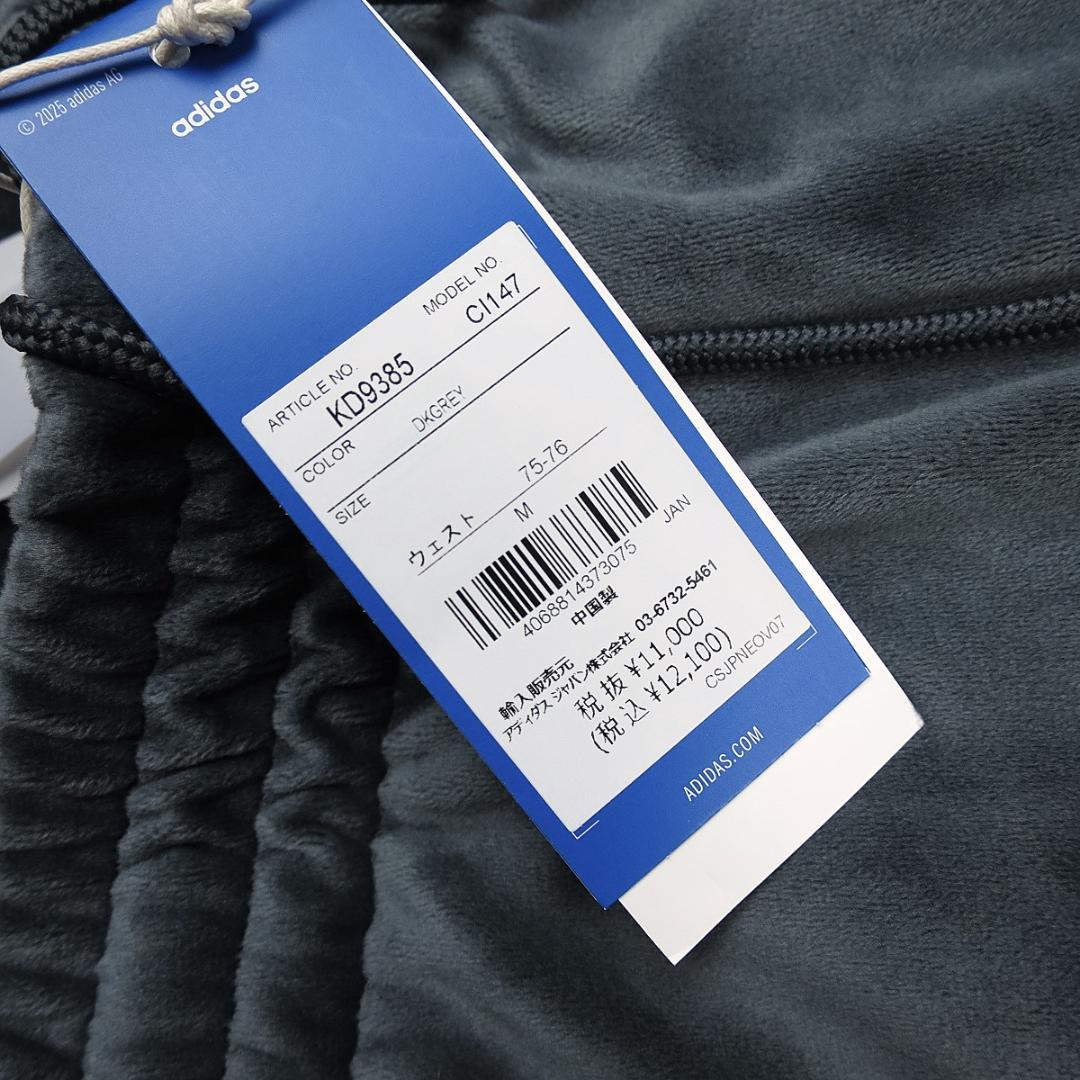 © 2025 adidas AG
adidas
ARTICLE NO. MODEL NO.
KD9385 CI147
COLOR DKGREY
SIZE
ウェスト 75-76
M
4068814373075 JAN
中国製
輸入販売元
アディダス ジャパン株式会社 03-6732-5461
税抜 ¥11,000
(税込 ¥12,100)
CSJPNEOV07
ADIDAS.COM